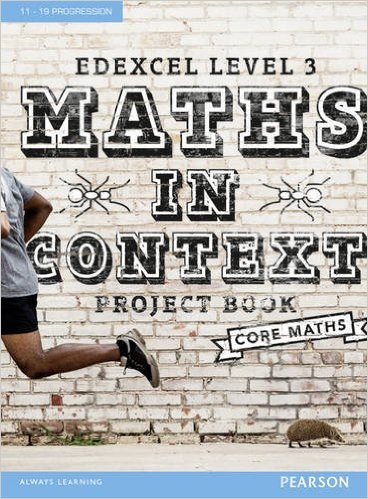 11 - 19 PROGRESSION
EDEXCEL LEVEL 3
MATHS
IN
CONTEXT
PROJECT BOOK
CORE MATHS
ALWAYS LEARNING
PEARSON